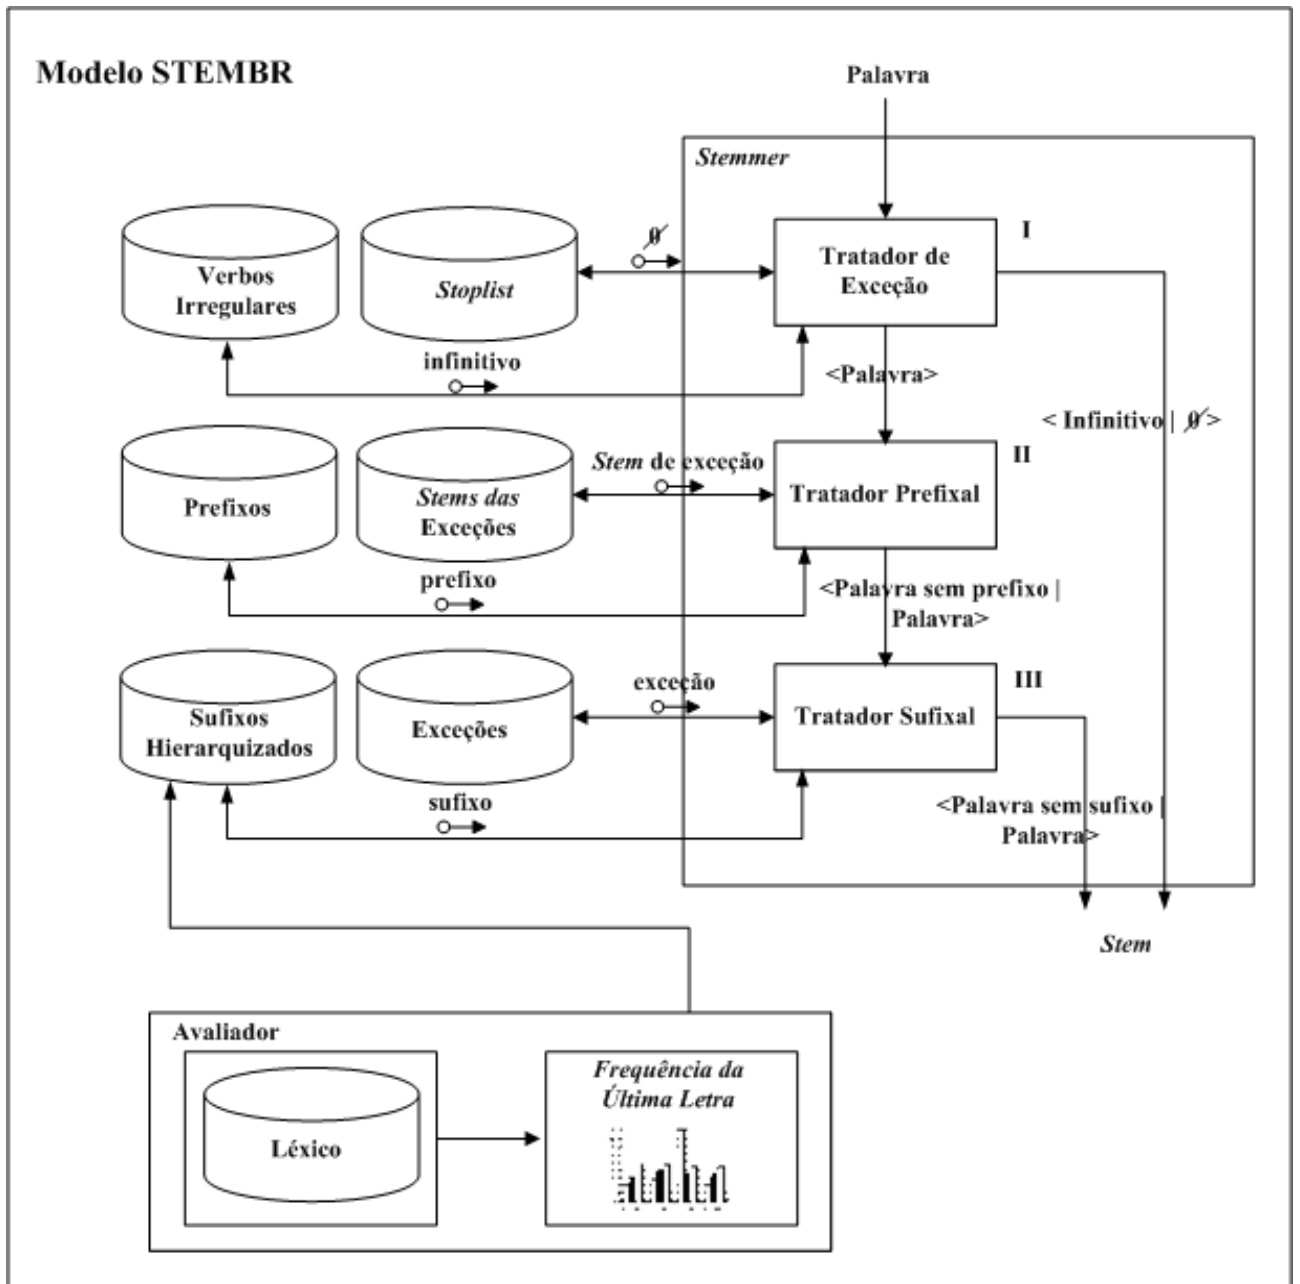 Modelo STEMBR
Palavra
Stemmer
I
Verbos
Irregulares
Stoplist
0̸
Tratador de
Exceção
infinitivo
<Palavra>
< Infinitivo | 0̸ >
II
Prefixos
Stems das
Exceções
Stem de exceção
Tratador Prefixal
prefixo
<Palavra sem prefixo |
Palavra>
III
Sufixos
Hierarquizados
Exceções
exceção
Tratador Sufixal
sufixo
<Palavra sem sufixo |
Palavra>
Stem
Avaliador
Léxico
Frequência da
Última Letra